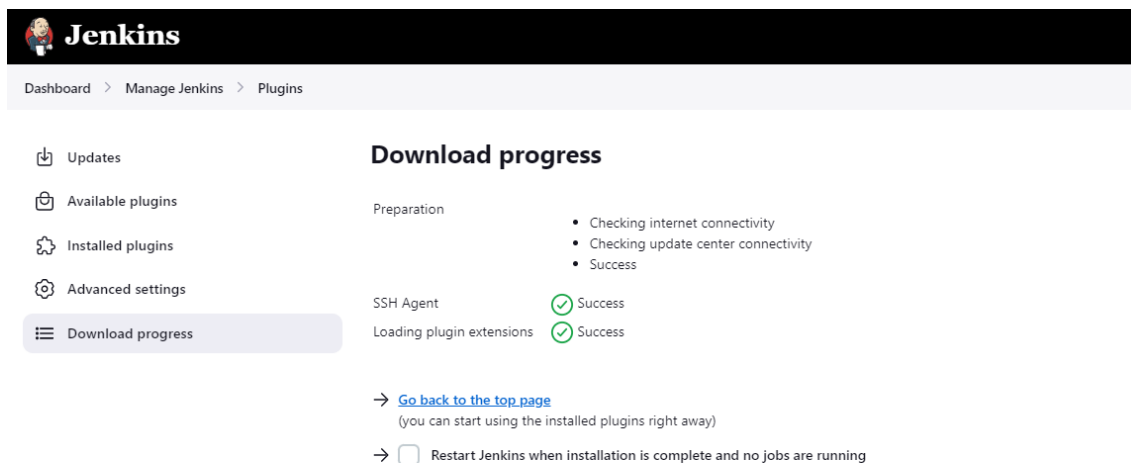 Jenkins
Dashboard > Manage Jenkins > Plugins
Updates
Available plugins
Installed plugins
Advanced settings
Download progress
Download progress
Preparation
• Checking internet connectivity
• Checking update center connectivity
• Success
SSH Agent Success
Loading plugin extensions Success
→ Go back to the top page
(you can start using the installed plugins right away)
→ Restart Jenkins when installation is complete and no jobs are running